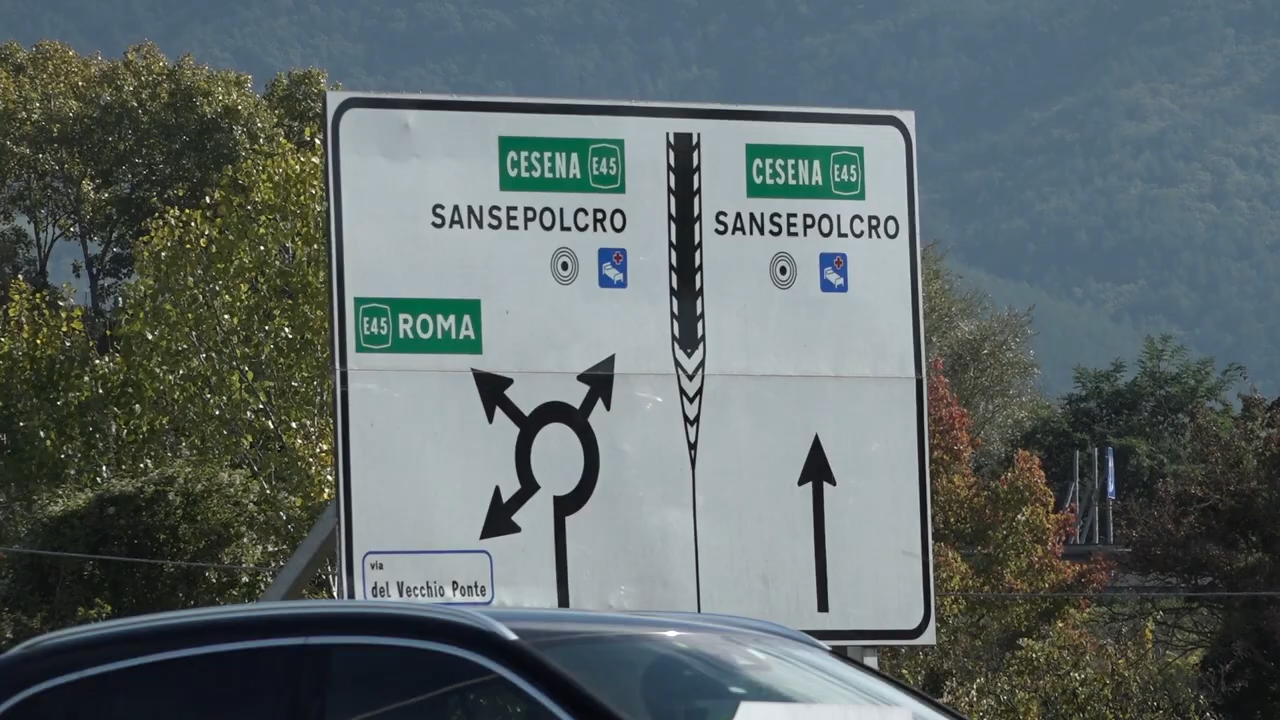 CESENA E45
SANSEPOLCRO
E45 ROMA
via
del Vecchio Ponte
CESENA E45
SANSEPOLCRO